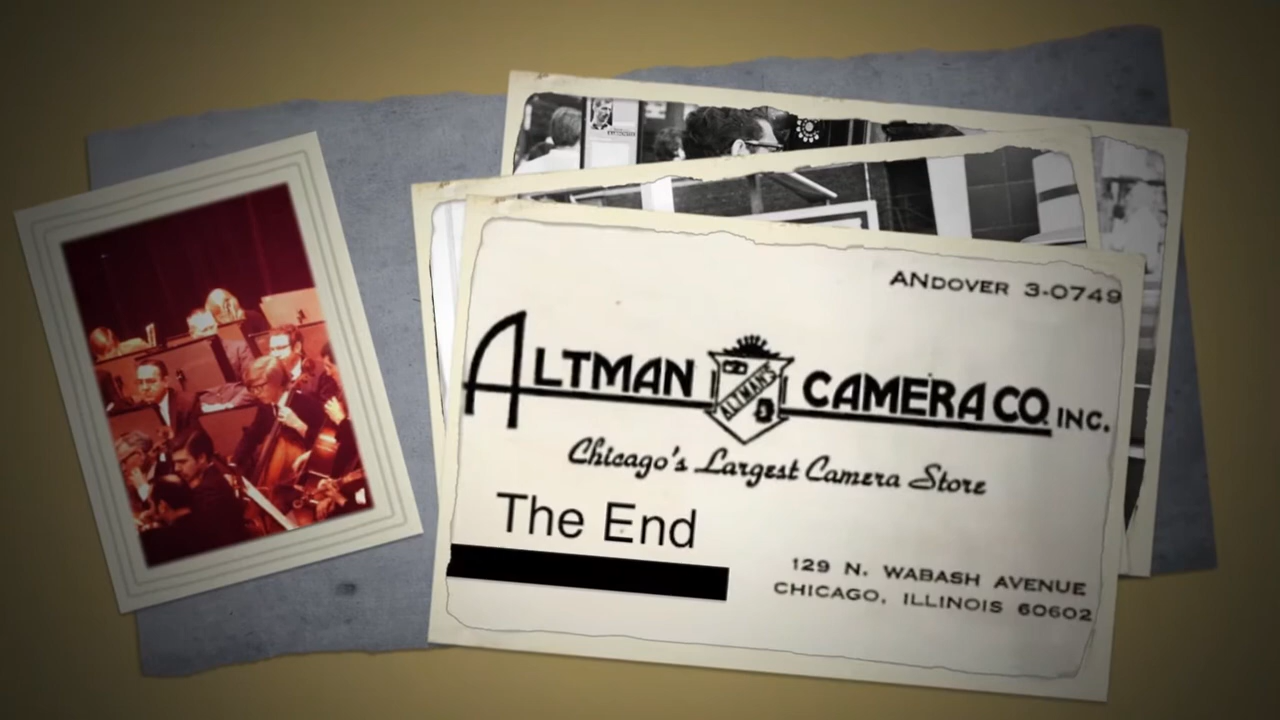 ANDOVER 3-0749
ALTMAN ALTMAN'S CAMERA CO. INC.
Chicago's Largest Camera Store
The End
129 N. WABASH AVENUE
CHICAGO, ILLINOIS 60602